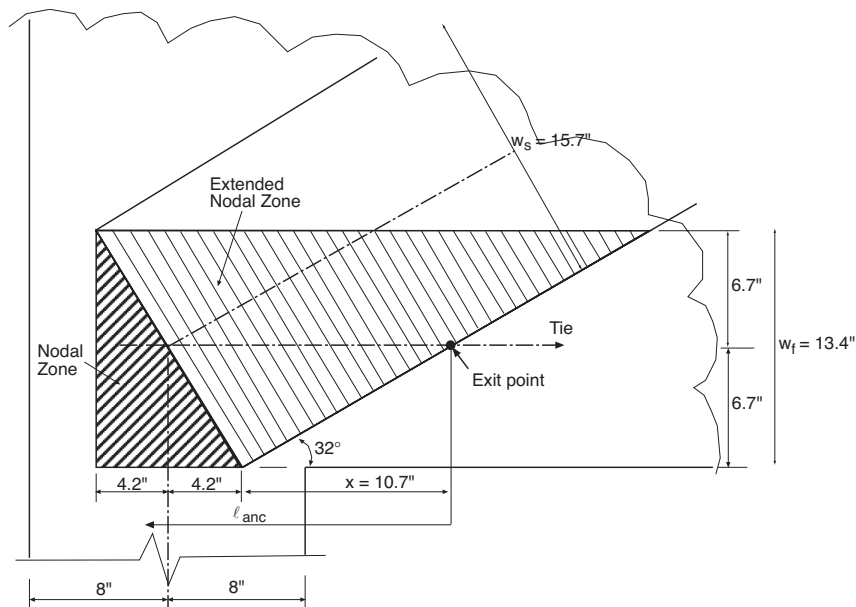 w_s = 15.7"
Extended
Nodal Zone
6.7"
Tie
w_f = 13.4"
Nodal
Zone
Exit point
6.7"
32°
4.2"
4.2"
x = 10.7"
ℓ_anc
8"
8"